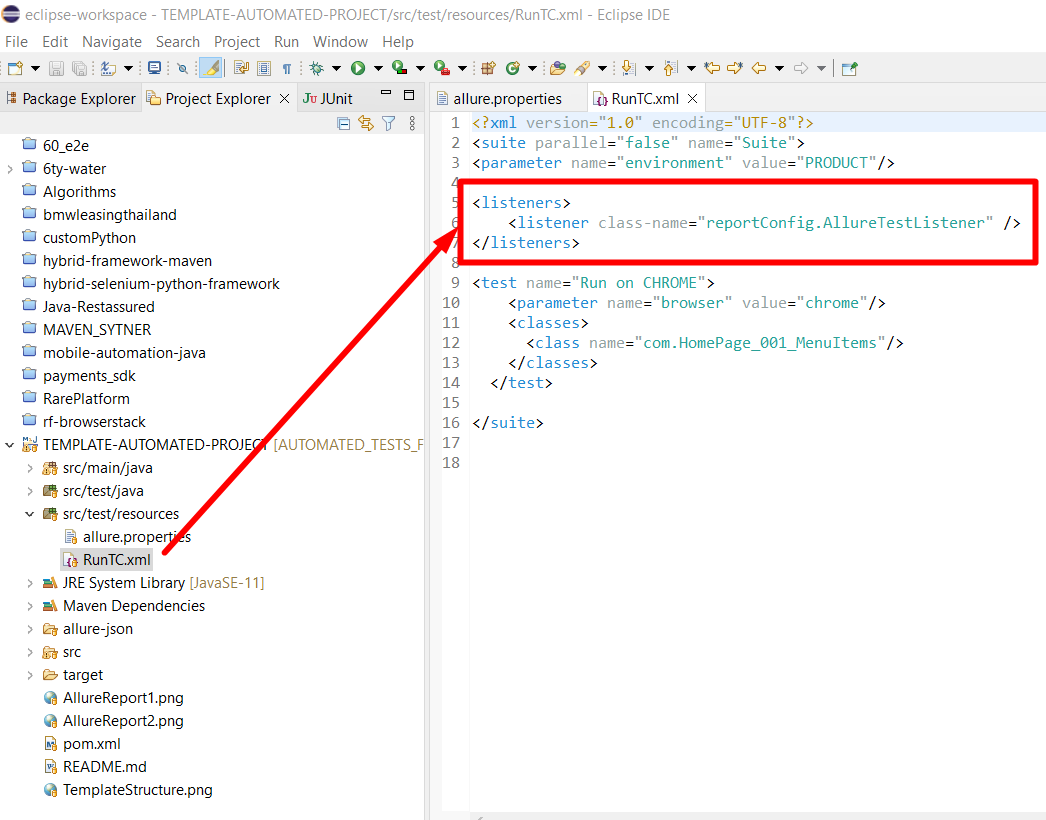 eclipse-workspace - TEMPLATE-AUTOMATED-PROJECT/src/test/resources/RunTC.xml - Eclipse IDE
File Edit Navigate Search Project Run Window Help
Package Explorer Project Explorer JUnit
60_e2e
6ty-water
Algorithms
bmwleasingthailand
customPython
hybrid-framework-maven
hybrid-selenium-python-framework
Java-Restassured
MAVEN_SYTNER
mobile-automation-java
payments_sdk
RarePlatform
rf-browserstack
TEMPLATE-AUTOMATED-PROJECT [AUTOMATED_TESTS_F
src/main/java
src/test/java
src/test/resources
allure.properties
RunTC.xml
JRE System Library [JavaSE-11]
Maven Dependencies
allure-json
src
target
AllureReport1.png
AllureReport2.png
pom.xml
README.md
TemplateStructure.png
allure.properties RunTC.xml
1 <?xml version="1.0" encoding="UTF-8"?>
2 <suite parallel="false" name="Suite">
3 <parameter name="environment" value="PRODUCT"/>
4
5 <listeners>
6 <listener class-name="reportConfig.AllureTestListener" />
7 </listeners>
8
9 <test name="Run on CHROME">
10 <parameter name="browser" value="chrome"/>
11 <classes>
12 <class name="com.HomePage_001_MenuItems"/>
13 </classes>
14 </test>
15
16 </suite>
17
18